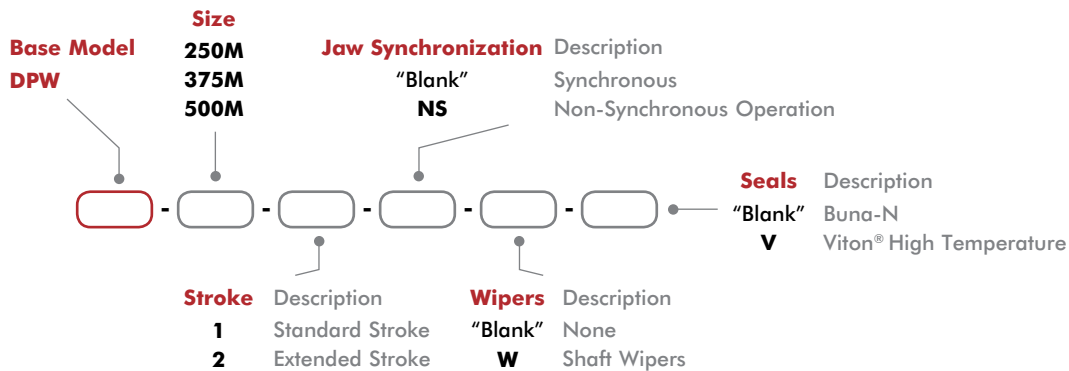 Size
Base Model 250M Jaw Synchronization Description
DPW 375M “Blank” Synchronous
500M NS Non-Synchronous Operation
- - - - -
Seals Description
“Blank” Buna-N
V Viton® High Temperature
Stroke Description Wipers Description
1 Standard Stroke “Blank” None
2 Extended Stroke W Shaft Wipers